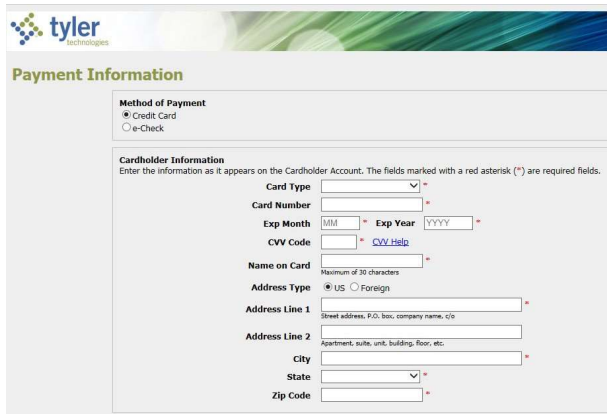 tyler
technologies
Payment Information
Method of Payment
Credit Card
e-Check
Cardholder Information
Enter the information as it appears on the Cardholder Account. The fields marked with a red asterisk (*) are required fields.
Card Type *
Card Number *
Exp Month MM * Exp Year YYYY *
CVV Code * CVV Help
Name on Card *
Maximum of 30 characters
Address Type US Foreign
Address Line 1 *
Street address, P.O. box, company name, c/o
Address Line 2
Apartment, suite, unit, building, floor, etc.
City *
State *
Zip Code *